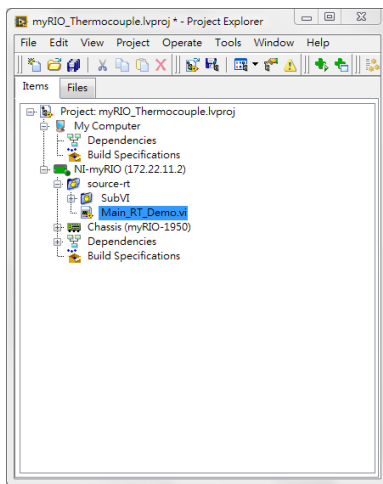 myRIO_Thermocouple.lvproj * - Project Explorer
File Edit View Project Operate Tools Window Help
Items Files
Project: myRIO_Thermocouple.lvproj
My Computer
Dependencies
Build Specifications
NI-myRIO (172.22.11.2)
source-rt
SubVI
Main_RT_Demo.vi
Chassis (myRIO-1950)
Dependencies
Build Specifications